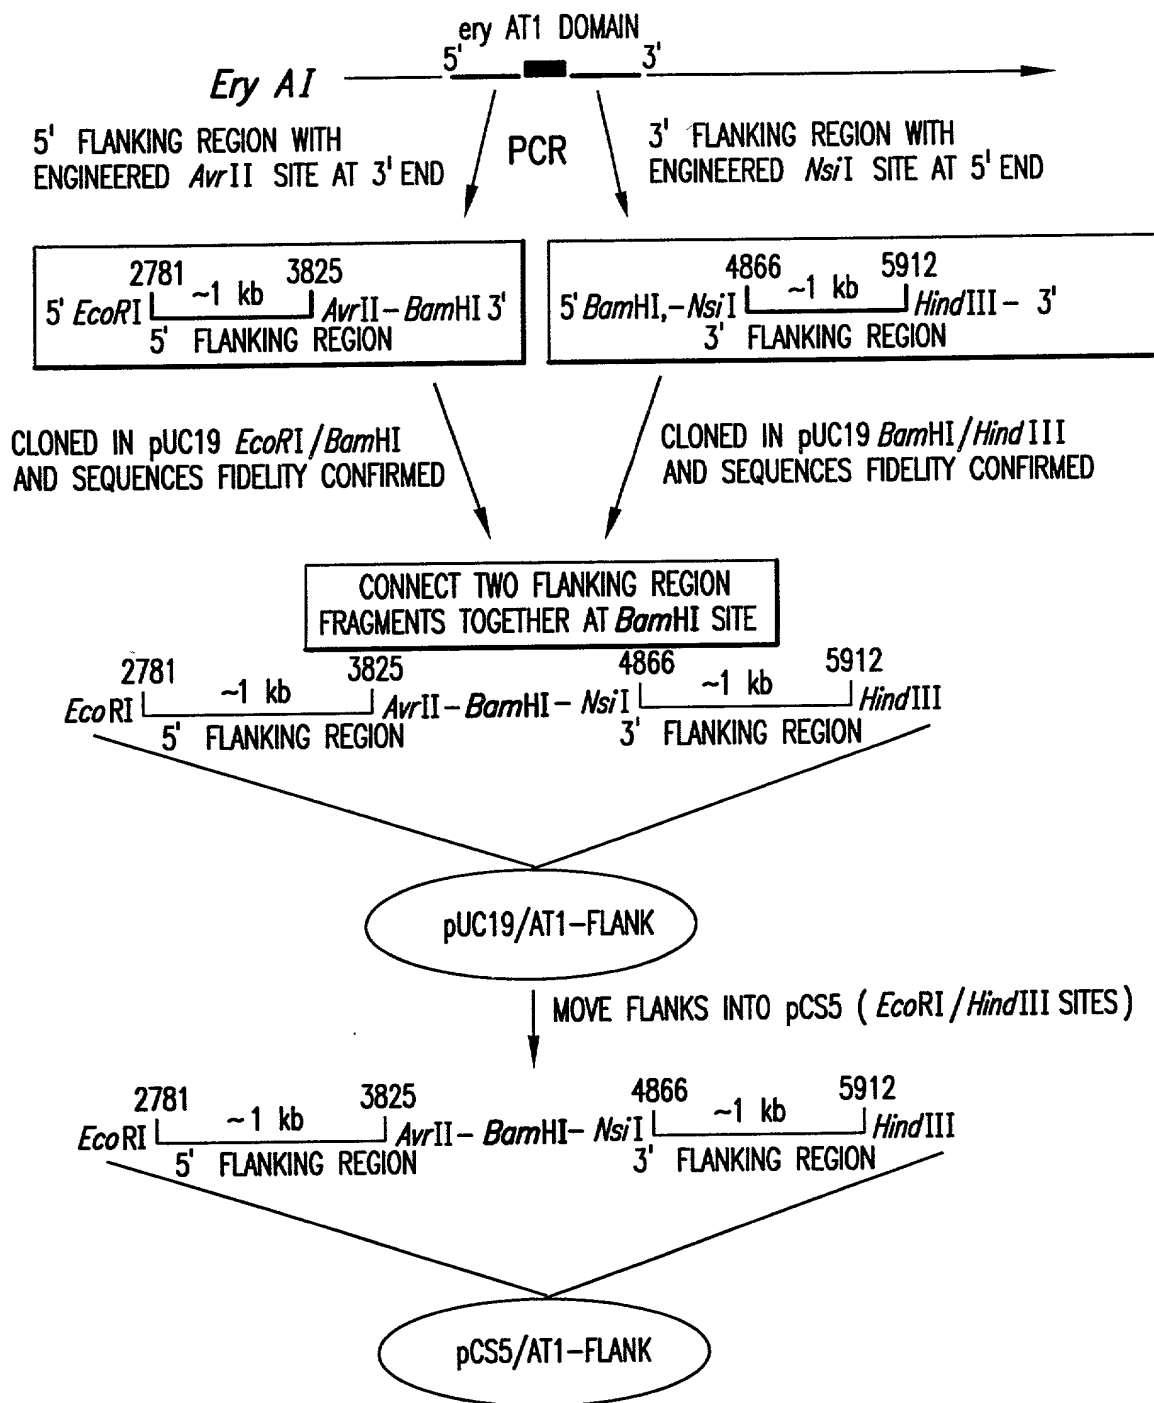 ery AT1 DOMAIN
5' 3'
Ery AI
5' FLANKING REGION WITH
ENGINEERED AvrII SITE AT 3' END
PCR
3' FLANKING REGION WITH
ENGINEERED NsiI SITE AT 5' END
2781 3825
~1 kb
5' EcoRI AvrII-BamHI 3'
5' FLANKING REGION
4866 5912
~1 kb
5' BamHI,-NsiI HindIII- 3'
3' FLANKING REGION
CLONED IN pUC19 EcoRI/BamHI
AND SEQUENCES FIDELITY CONFIRMED
CLONED IN pUC19 BamHI/HindIII
AND SEQUENCES FIDELITY CONFIRMED
CONNECT TWO FLANKING REGION
FRAGMENTS TOGETHER AT BamHI SITE
2781 3825 4866 5912
~1 kb ~1 kb
EcoRI AvrII-BamHI-NsiI HindIII
5' FLANKING REGION 3' FLANKING REGION
pUC19/AT1-FLANK
MOVE FLANKS INTO pCS5 (EcoRI/HindIII SITES)
2781 3825 4866 5912
~1 kb ~1 kb
EcoRI AvrII-BamHI-NsiI HindIII
5' FLANKING REGION 3' FLANKING REGION
pCS5/AT1-FLANK